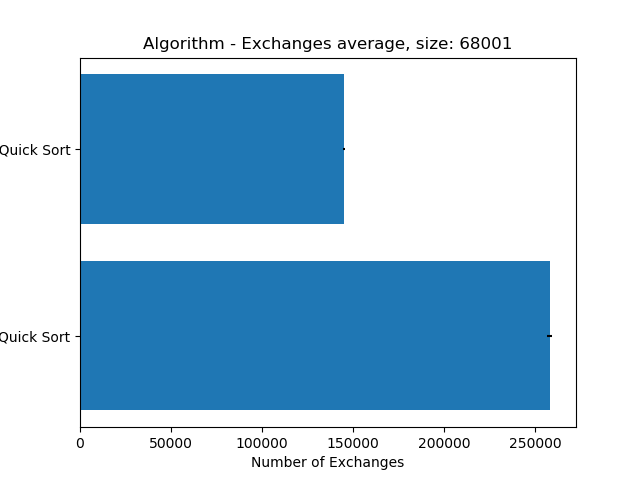 Algorithm - Exchanges average, size: 68001
Quick Sort
Quick Sort
0 50000 100000 150000 200000 250000
Number of Exchanges